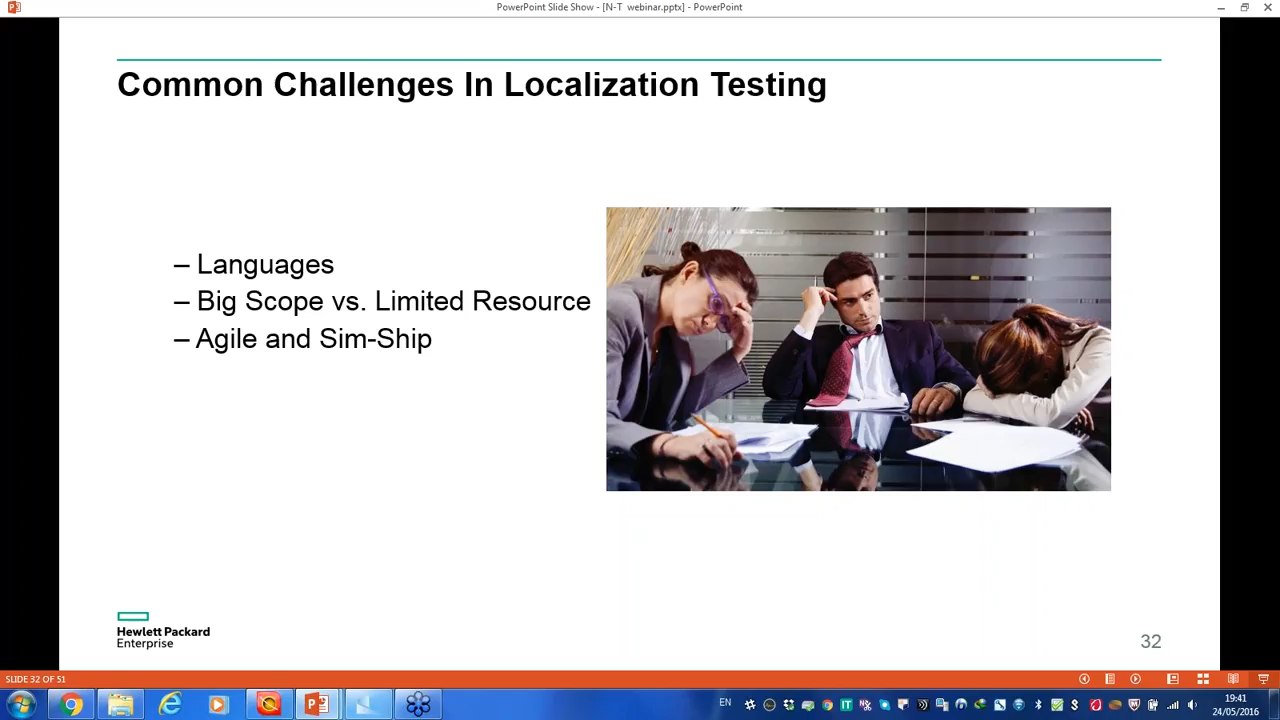 PowerPoint Slide Show - [N-T webinar.pptx] - PowerPoint
Common Challenges In Localization Testing
– Languages
– Big Scope vs. Limited Resource
– Agile and Sim-Ship
Hewlett Packard
Enterprise
32
SLIDE 32 OF 51
EN
19:41
24/05/2016